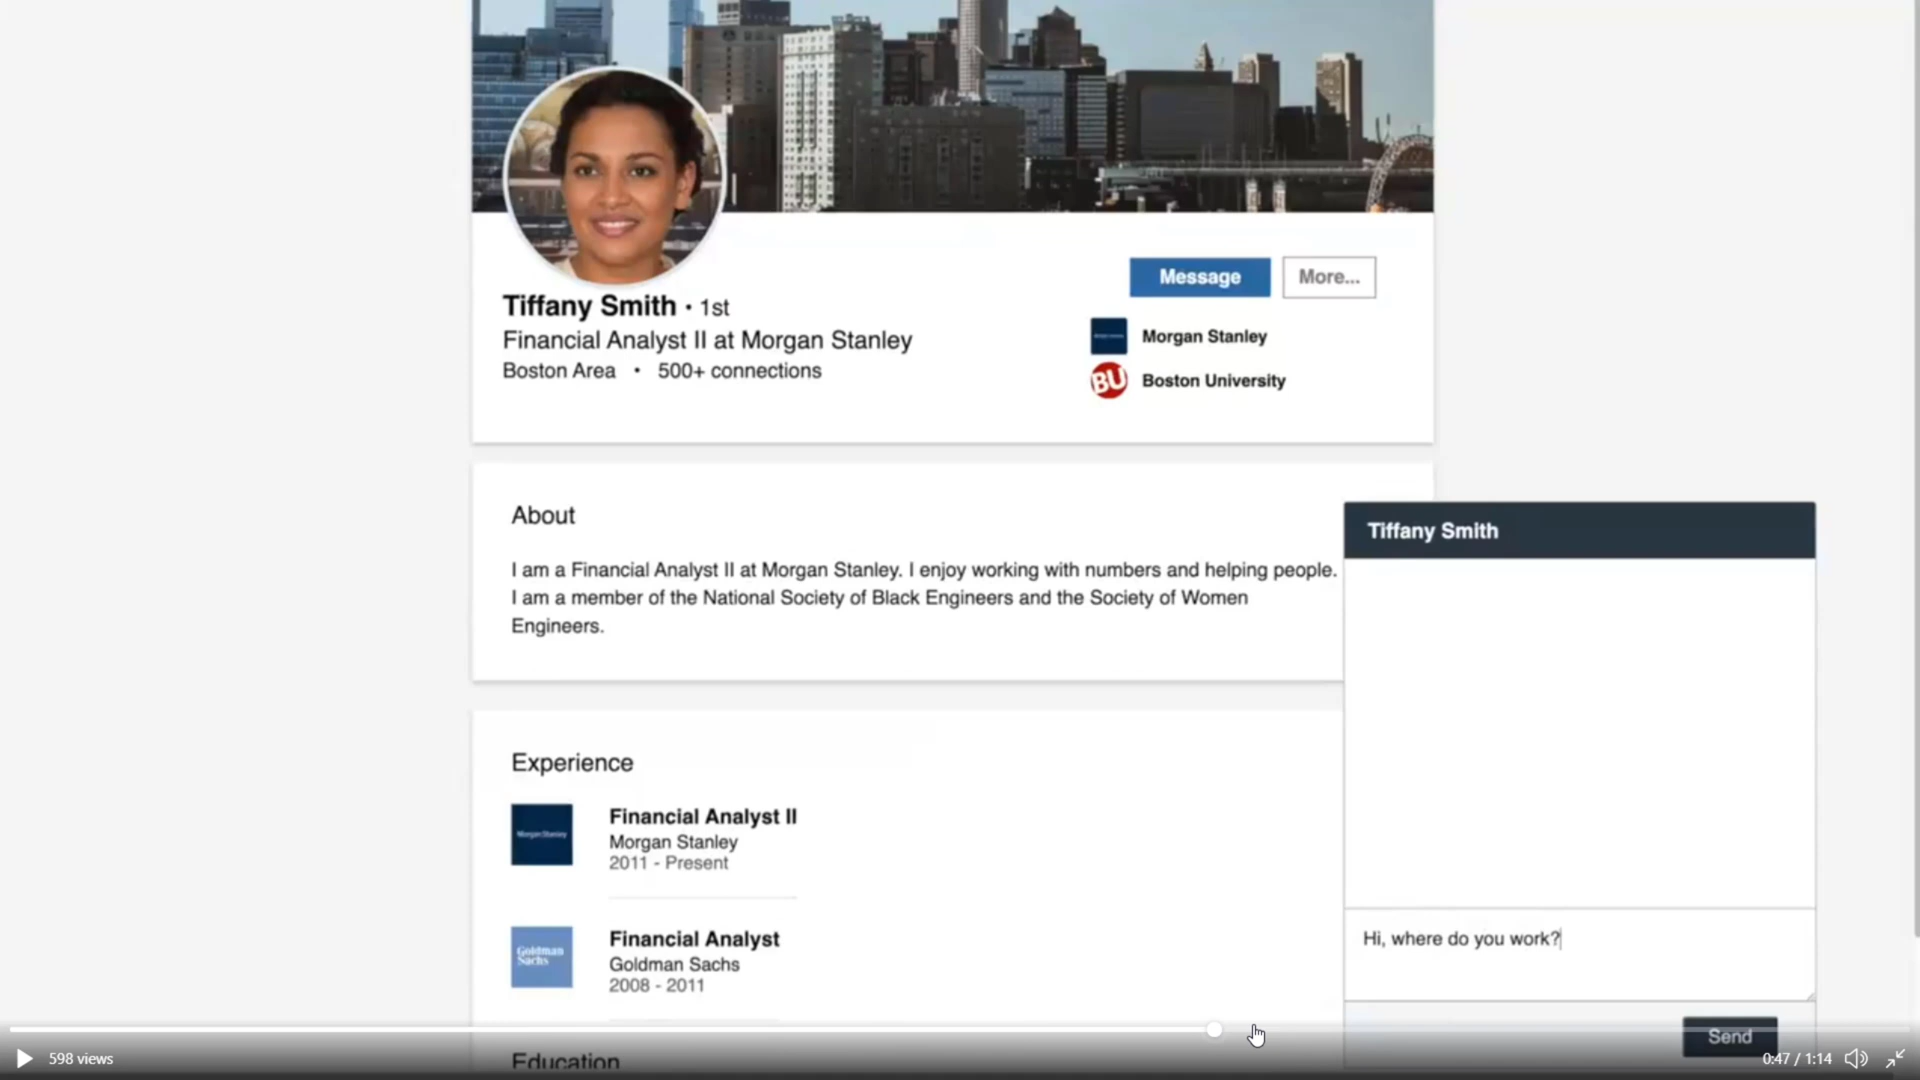 Tiffany Smith • 1st
Financial Analyst II at Morgan Stanley
Boston Area • 500+ connections
Message
More...
Morgan Stanley
BU
Boston University
About
I am a Financial Analyst II at Morgan Stanley. I enjoy working with numbers and helping people.
I am a member of the National Society of Black Engineers and the Society of Women
Engineers.
Experience
Morgan Stanley
Financial Analyst II
Morgan Stanley
2011 - Present
Goldman
Sachs
Financial Analyst
Goldman Sachs
2008 - 2011
Education
Tiffany Smith
Hi, where do you work?
Send
598 views
0:47 / 1:14